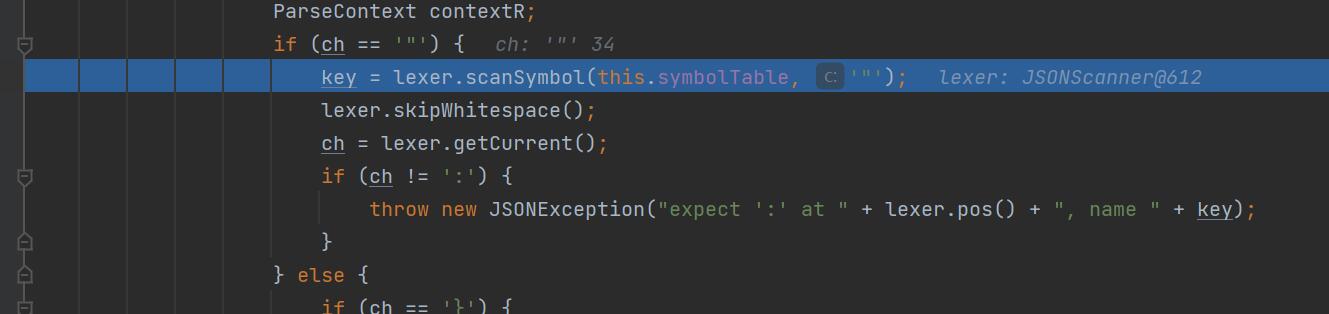 ParseContext contextR;
if (ch == '"') {   ch: '"' 34
key = lexer.scanSymbol(this.symbolTable,  C: '"');   lexer: JSONScanner@612
lexer.skipWhitespace();
ch = lexer.getCurrent();
if (ch != ':') {
throw new JSONException("expect ':' at " + lexer.pos() + ", name " + key);
}
} else {
if (ch == '}') {